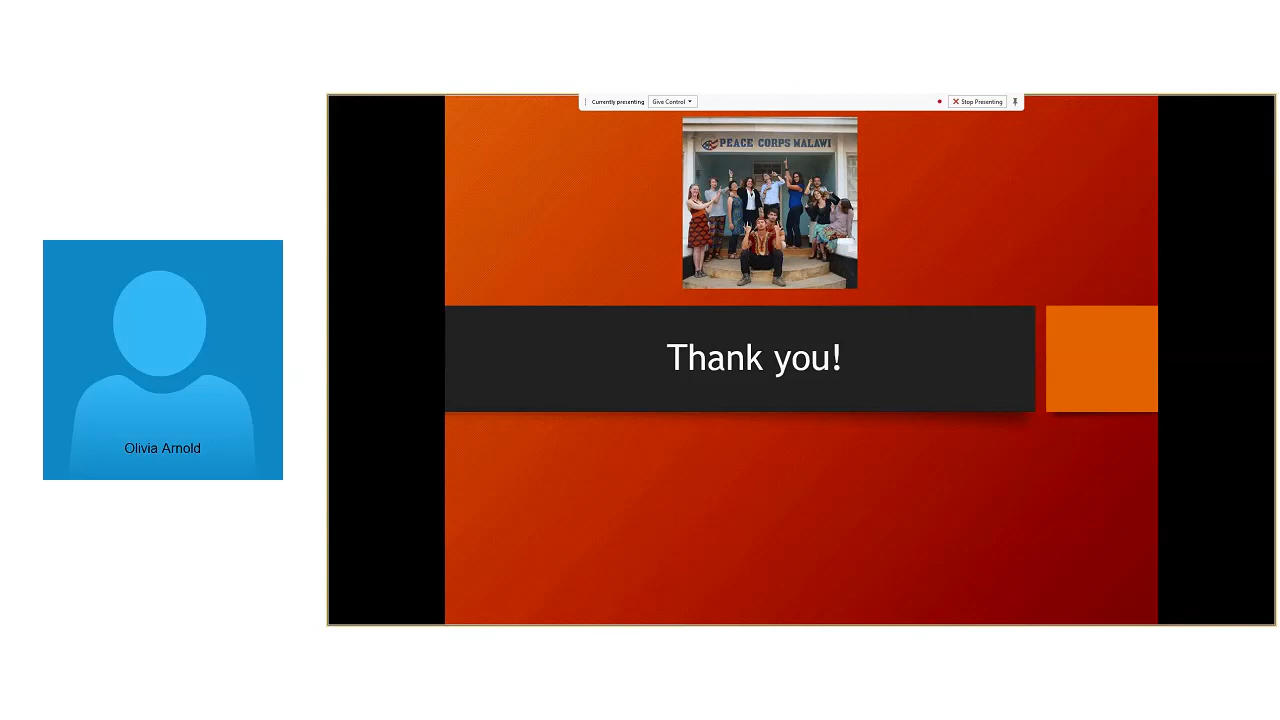 Currently presenting
Give Control
Stop Presenting
PEACE CORPS MALAWI
Thank you!
Olivia Arnold